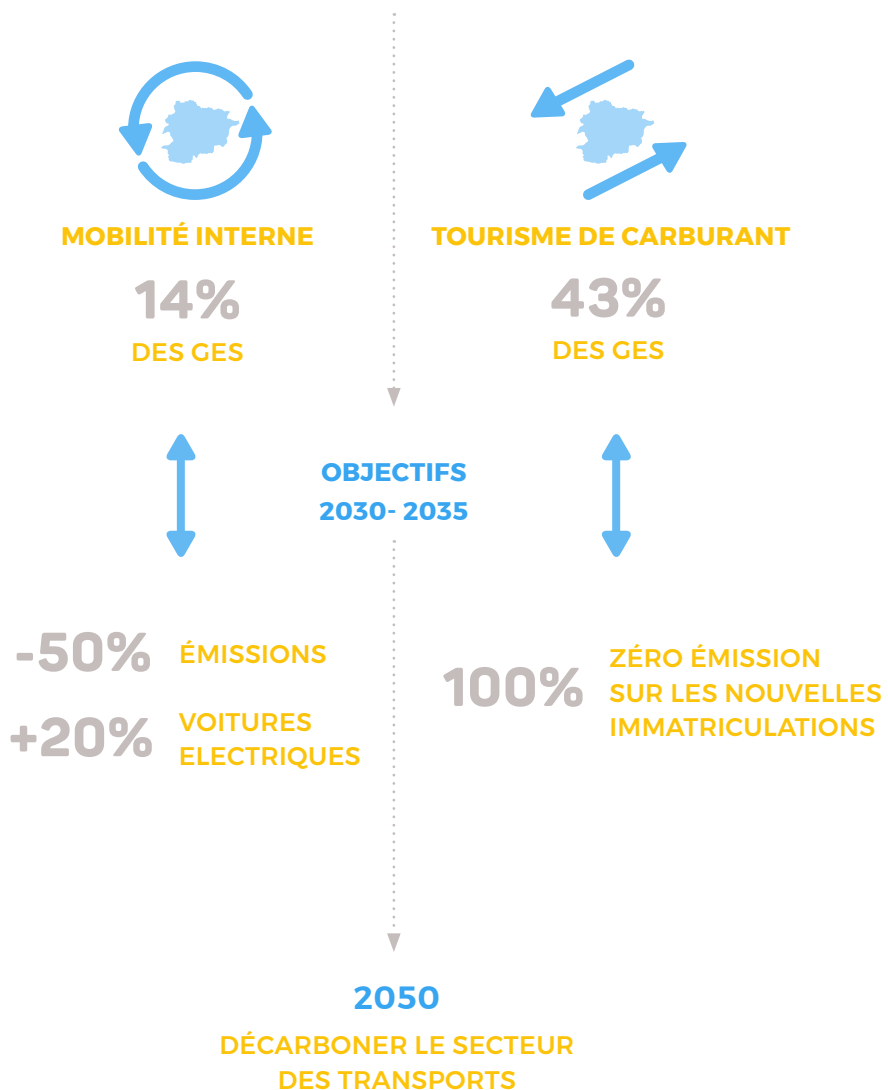 MOBILITÉ INTERNE
14%
DES GES
TOURISME DE CARBURANT
43%
DES GES
OBJECTIFS
2030- 2035
-50% ÉMISSIONS
+20% VOITURES
ELECTRIQUES
100% ZÉRO ÉMISSION
SUR LES NOUVELLES
IMMATRICULATIONS
2050
DÉCARBONER LE SECTEUR
DES TRANSPORTS